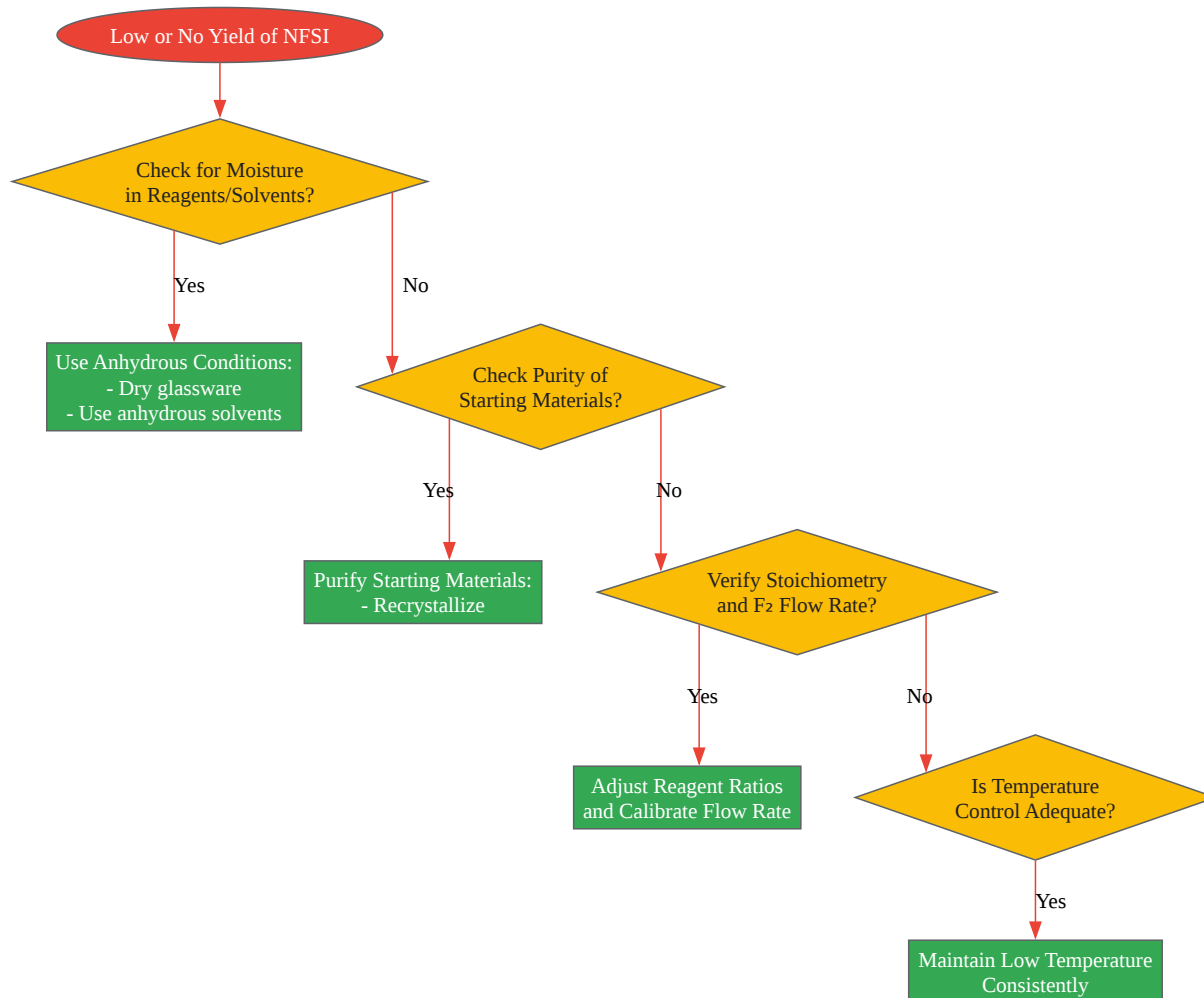 Low or No Yield of NFSI
Check for Moisture
in Reagents/Solvents?
Yes
No
Use Anhydrous Conditions:
- Dry glassware
- Use anhydrous solvents
Check Purity of
Starting Materials?
Yes
No
Purify Starting Materials:
- Recrystallize
Verify Stoichiometry
and F₂ Flow Rate?
Yes
No
Adjust Reagent Ratios
and Calibrate Flow Rate
Is Temperature
Control Adequate?
Yes
Maintain Low Temperature
Consistently